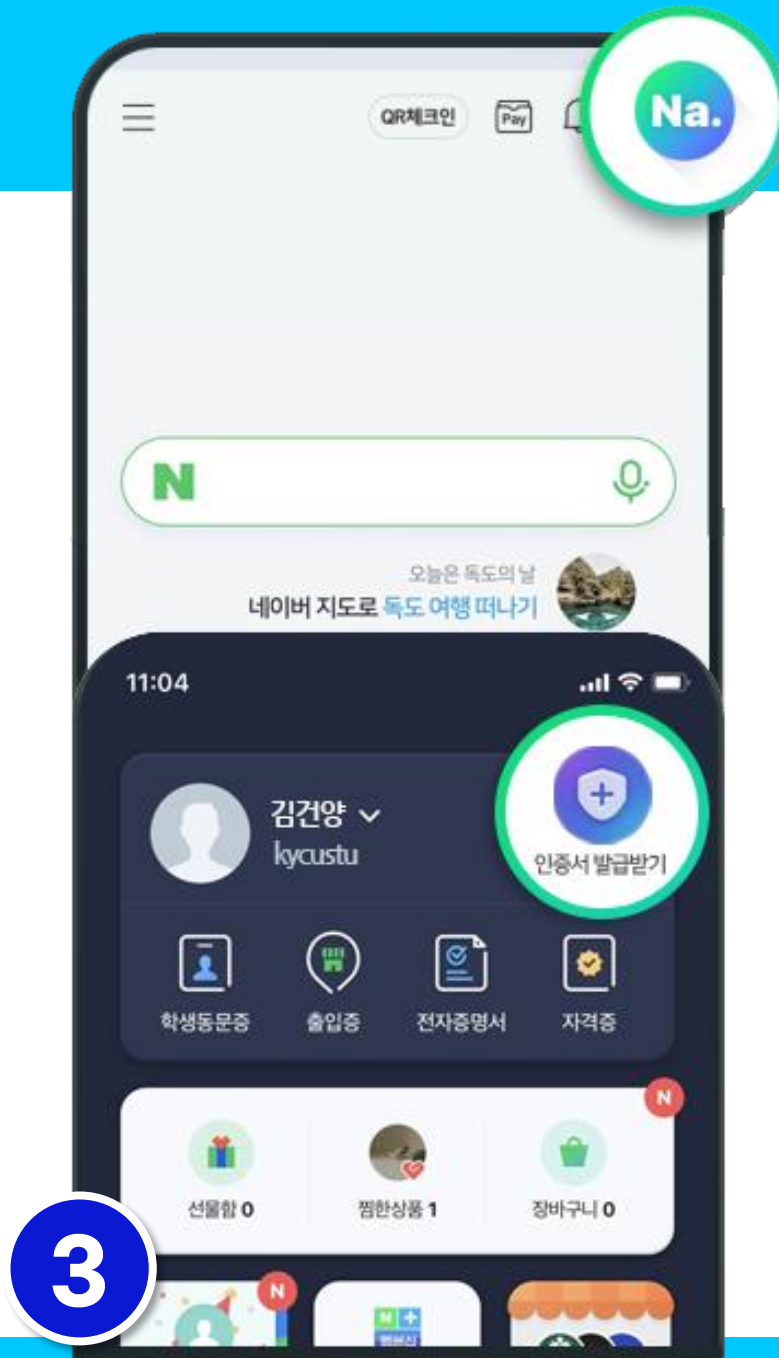 QR체크인
Pay
Na.
N
오늘은 독도의 날
네이버 지도로 독도 여행 떠나기
11:04
김건양
kycustu
인증서 발급받기
학생동문증
출입증
전자증명서
자격증
N
선물함 0
찜한상품 1
장바구니 0
3
N
N +
멤버십